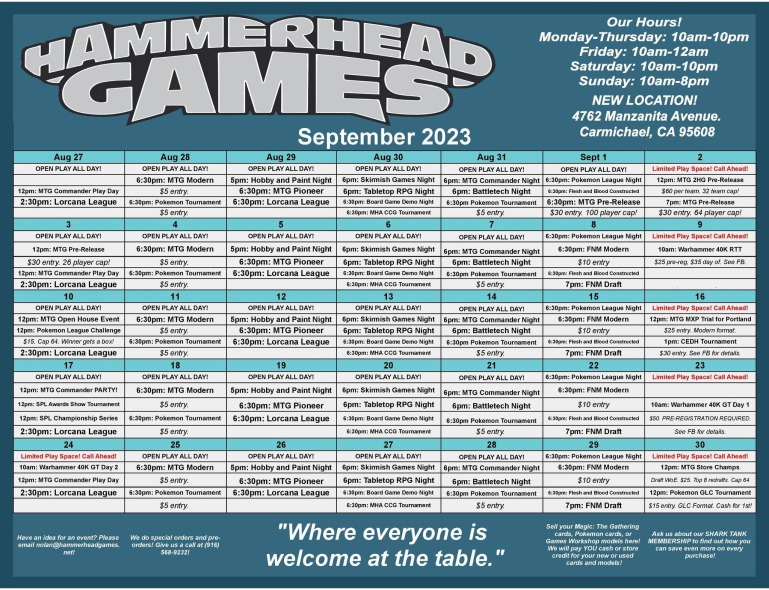 HAMMERHEAD
GAMES
September 2023
Our Hours!
Monday-Thursday: 10am-10pm
Friday: 10am-12am
Saturday: 10am-10pm
Sunday: 10am-8pm
NEW LOCATION!
4762 Manzanita Avenue.
Carmichael, CA 95608
Aug 27 Aug 28 Aug 29 Aug 30 Aug 31 Sept 1 2
OPEN PLAY ALL DAY! OPEN PLAY ALL DAY! OPEN PLAY ALL DAY! OPEN PLAY ALL DAY! OPEN PLAY ALL DAY! OPEN PLAY ALL DAY! Limited Play Space! Call Ahead!
6:30pm: MTG Modern 5pm: Hobby and Paint Night 6pm: Skirmish Games Night 6pm: MTG Commander Night 6:30pm: Pokemon League Night 12pm: MTG 2HG Pre-Release
12pm: MTG Commander Play Day $5 entry. 6:30pm: MTG Pioneer 6pm: Tabletop RPG Night 6pm: Battletech Night 6:30pm: Flesh and Blood Constructed $60 per team. 32 team cap!
2:30pm: Lorcana League 6:30pm: Pokemon Tournament 6:30pm: Lorcana League 6:30pm: Board Game Demo Night 6:30pm Pokemon Tournament 6:30pm: MTG Pre-Release 7pm: MTG Pre-Release
$5 entry. 6:30pm: MHA CCG Tournament $5 entry. $30 entry. 100 player cap! $30 entry. 64 player cap!
3 4 5 6 7 8 9
OPEN PLAY ALL DAY! OPEN PLAY ALL DAY! OPEN PLAY ALL DAY! OPEN PLAY ALL DAY! OPEN PLAY ALL DAY! 6:30pm: Pokemon League Night Limited Play Space! Call Ahead!
12pm: MTG Pre-Release 6:30pm: MTG Modern 5pm: Hobby and Paint Night 6pm: Skirmish Games Night 6pm: MTG Commander Night 6:30pm: FNM Modern 10am: Warhammer 40K RTT
$30 entry. 26 player cap! $5 entry. 6:30pm: MTG Pioneer 6pm: Tabletop RPG Night 6pm: Battletech Night $10 entry $25 pre-reg, $35 day of. See FB.
12pm: MTG Commander Play Day 6:30pm: Pokemon Tournament 6:30pm: Lorcana League 6:30pm: Board Game Demo Night 6:30pm Pokemon Tournament 6:30pm: Flesh and Blood Constructed
2:30pm: Lorcana League $5 entry. 6:30pm: MHA CCG Tournament $5 entry. 7pm: FNM Draft
10 11 12 13 14 15 16
OPEN PLAY ALL DAY! OPEN PLAY ALL DAY! OPEN PLAY ALL DAY! OPEN PLAY ALL DAY! OPEN PLAY ALL DAY! 6:30pm: Pokemon League Night Limited Play Space! Call Ahead!
12pm: MTG Open House Event 6:30pm: MTG Modern 5pm: Hobby and Paint Night 6pm: Skirmish Games Night 6pm: MTG Commander Night 6:30pm: FNM Modern 12pm: MTG MXP Trial for Portland
12pm: Pokemon League Challenge $5 entry. 6:30pm: MTG Pioneer 6pm: Tabletop RPG Night 6pm: Battletech Night $10 entry $25 entry. Modern format.
$15. Cap 64. Winner gets a box! 6:30pm: Pokemon Tournament 6:30pm: Lorcana League 6:30pm: Board Game Demo Night 6:30pm Pokemon Tournament 6:30pm: Flesh and Blood Constructed 1pm: CEDH Tournament
2:30pm: Lorcana League $5 entry. 6:30pm: MHA CCG Tournament $5 entry. 7pm: FNM Draft $30 entry. See FB for details.
17 18 19 20 21 22 23
OPEN PLAY ALL DAY! OPEN PLAY ALL DAY! OPEN PLAY ALL DAY! OPEN PLAY ALL DAY! OPEN PLAY ALL DAY! 6:30pm: Pokemon League Night Limited Play Space! Call Ahead!
12pm: MTG Commander PARTY! 6:30pm: MTG Modern 5pm: Hobby and Paint Night 6pm: Skirmish Games Night 6pm: MTG Commander Night 6:30pm: FNM Modern
12pm: SPL Awards Show Tournament $5 entry. 6:30pm: MTG Pioneer 6pm: Tabletop RPG Night 6pm: Battletech Night $10 entry 10am: Warhammer 40K GT Day 1
12pm: SPL Championship Series 6:30pm: Pokemon Tournament 6:30pm: Lorcana League 6:30pm: Board Game Demo Night 6:30pm Pokemon Tournament 6:30pm: Flesh and Blood Constructed $50. PRE-REGISTRATION REQUIRED.
2:30pm: Lorcana League $5 entry. 6:30pm: MHA CCG Tournament $5 entry. 7pm: FNM Draft See FB for details.
24 25 26 27 28 29 30
Limited Play Space! Call Ahead! OPEN PLAY ALL DAY! OPEN PLAY ALL DAY! OPEN PLAY ALL DAY! OPEN PLAY ALL DAY! 6:30pm: Pokemon League Night Limited Play Space! Call Ahead!
10am: Warhammer 40K GT Day 2 6:30pm: MTG Modern 5pm: Hobby and Paint Night 6pm: Skirmish Games Night 6pm: MTG Commander Night 6:30pm: FNM Modern 12pm: MTG Store Champs
12pm: MTG Commander Play Day $5 entry. 6:30pm: MTG Pioneer 6pm: Tabletop RPG Night 6pm: Battletech Night $10 entry Draft WoE. $25. Top 8 redrafts. Cap 64
2:30pm: Lorcana League 6:30pm: Pokemon Tournament 6:30pm: Lorcana League 6:30pm: Board Game Demo Night 6:30pm Pokemon Tournament 6:30pm: Flesh and Blood Constructed 12pm: Pokemon GLC Tournament
$5 entry. 6:30pm: MHA CCG Tournament $5 entry. 7pm: FNM Draft $15 entry. GLC Format. Cash for 1st!
Have an idea for an event? Please
email nolan@hammerheadgames.
net!
We do special orders and pre-
orders! Give us a call at (916)
568-9232!
"Where everyone is
welcome at the table."
Sell your Magic: The Gathering
cards, Pokemon cards, or
Games Workshop models here!
We will pay YOU cash or store
credit for your new or used
cards and models!
Ask us about our SHARK TANK
MEMBERSHIP to find out how you
can save even more on every
purchase!